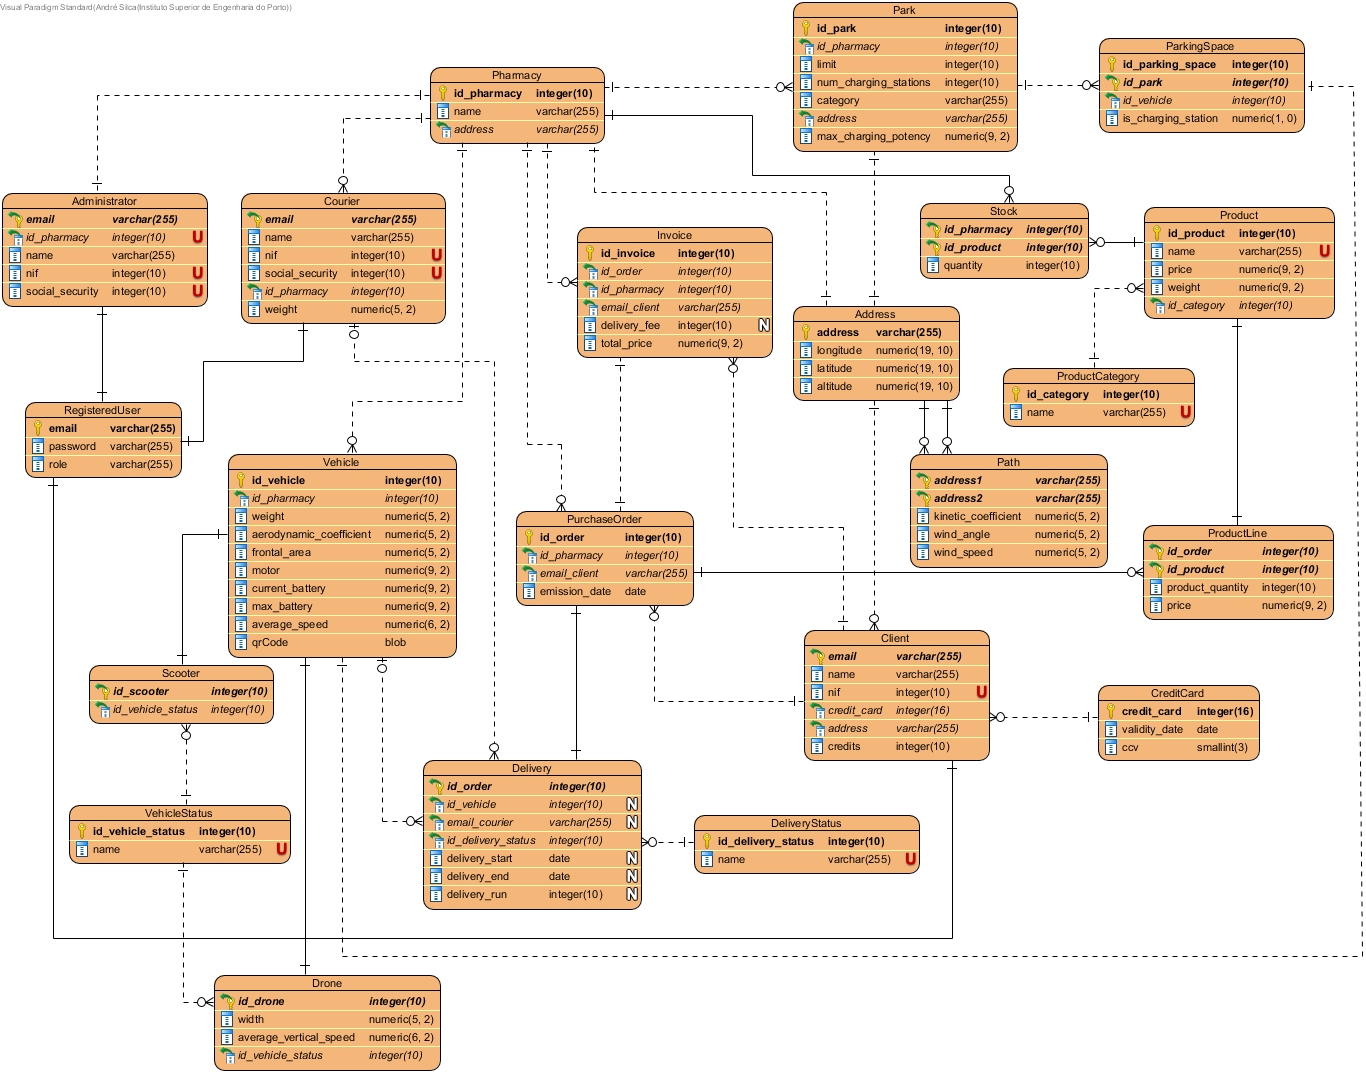 Visual Paradigm Standard(André Silca(Instituto Superior de Engenharia do Porto))
Park
id_park integer(10)
id_pharmacy integer(10)
limit integer(10)
num_charging_stations integer(10)
category varchar(255)
address varchar(255)
max_charging_potency numeric(9, 2)
ParkingSpace
id_parking_space integer(10)
id_park integer(10)
id_vehicle integer(10)
is_charging_station numeric(1, 0)
Pharmacy
id_pharmacy integer(10)
name varchar(255)
address varchar(255)
Administrator
email varchar(255)
id_pharmacy integer(10) U
name varchar(255)
nif integer(10) U
social_security integer(10) U
Courier
email varchar(255)
name varchar(255)
nif integer(10) U
social_security integer(10) U
id_pharmacy integer(10)
weight numeric(5, 2)
Invoice
id_invoice integer(10)
id_order integer(10)
id_pharmacy integer(10)
email_client varchar(255)
delivery_fee integer(10) N
total_price numeric(9, 2)
Stock
id_pharmacy integer(10)
id_product integer(10)
quantity integer(10)
Product
id_product integer(10)
name varchar(255) U
price numeric(9, 2)
weight numeric(9, 2)
id_category integer(10)
Address
address varchar(255)
longitude numeric(19, 10)
latitude numeric(19, 10)
altitude numeric(19, 10)
ProductCategory
id_category integer(10)
name varchar(255) U
RegisteredUser
email varchar(255)
password varchar(255)
role varchar(255)
Vehicle
id_vehicle integer(10)
id_pharmacy integer(10)
weight numeric(5, 2)
aerodynamic_coefficient numeric(5, 2)
frontal_area numeric(5, 2)
motor numeric(9, 2)
current_battery numeric(9, 2)
max_battery numeric(9, 2)
average_speed numeric(6, 2)
qrCode blob
Path
address1 varchar(255)
address2 varchar(255)
kinetic_coefficient numeric(5, 2)
wind_angle numeric(5, 2)
wind_speed numeric(5, 2)
PurchaseOrder
id_order integer(10)
id_pharmacy integer(10)
email_client varchar(255)
emission_date date
ProductLine
id_order integer(10)
id_product integer(10)
product_quantity integer(10)
price numeric(9, 2)
Client
email varchar(255)
name varchar(255)
nif integer(10) U
credit_card integer(16)
address varchar(255)
credits integer(10)
Scooter
id_scooter integer(10)
id_vehicle_status integer(10)
CreditCard
credit_card integer(16)
validity_date date
ccv smallint(3)
Delivery
id_order integer(10)
id_vehicle integer(10) N
email_courier varchar(255) N
id_delivery_status integer(10)
delivery_start date N
delivery_end date N
delivery_run integer(10) N
VehicleStatus
id_vehicle_status integer(10)
name varchar(255) U
DeliveryStatus
id_delivery_status integer(10)
name varchar(255) U
Drone
id_drone integer(10)
width numeric(5, 2)
average_vertical_speed numeric(6, 2)
id_vehicle_status integer(10)